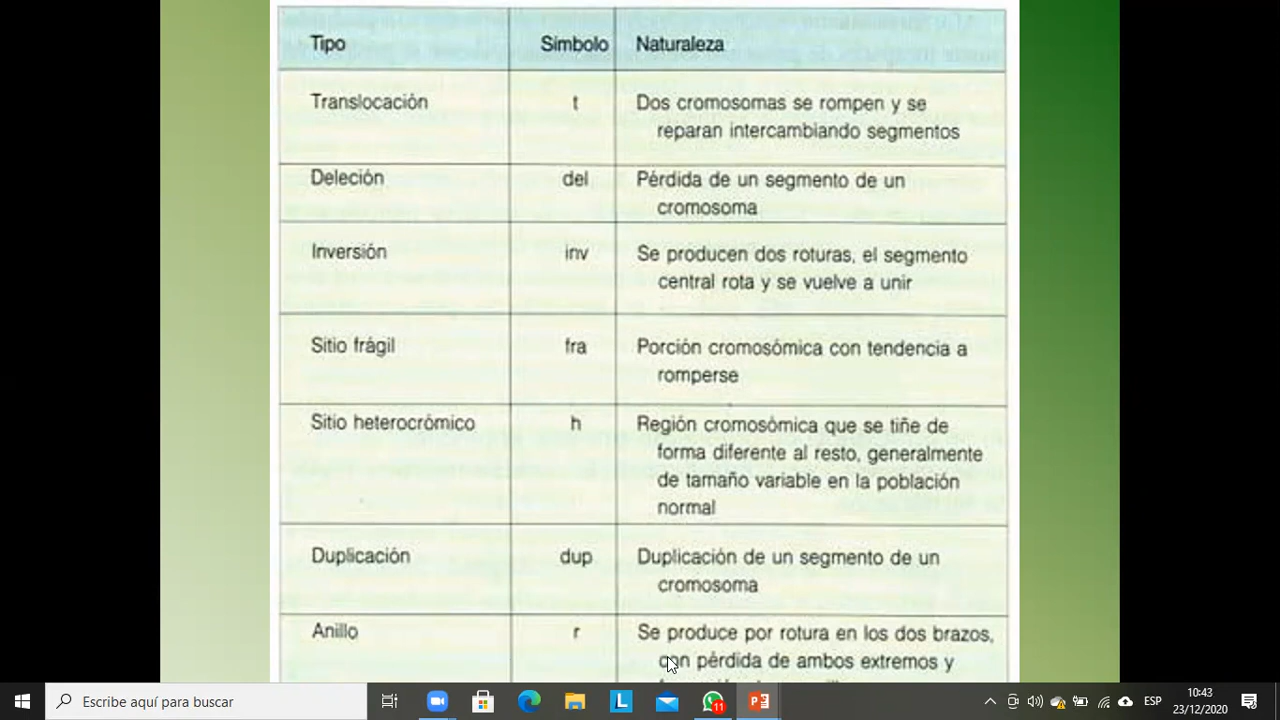 Tipo Simbolo Naturaleza
Translocación t Dos cromosomas se rompen y se
reparan intercambiando segmentos
Deleción del Pérdida de un segmento de un
cromosoma
Inversión inv Se producen dos roturas, el segmento
central rota y se vuelve a unir
Sitio frágil fra Porción cromosómica con tendencia a
romperse
Sitio heterocrómico h Región cromosómica que se tiñe de
forma diferente al resto, generalmente
de tamaño variable en la población
normal
Duplicación dup Duplicación de un segmento de un
cromosoma
Anillo r Se produce por rotura en los dos brazos,
con pérdida de ambos extremos y
Escribe aquí para buscar
L
11
ESP
10:43
23/12/2020